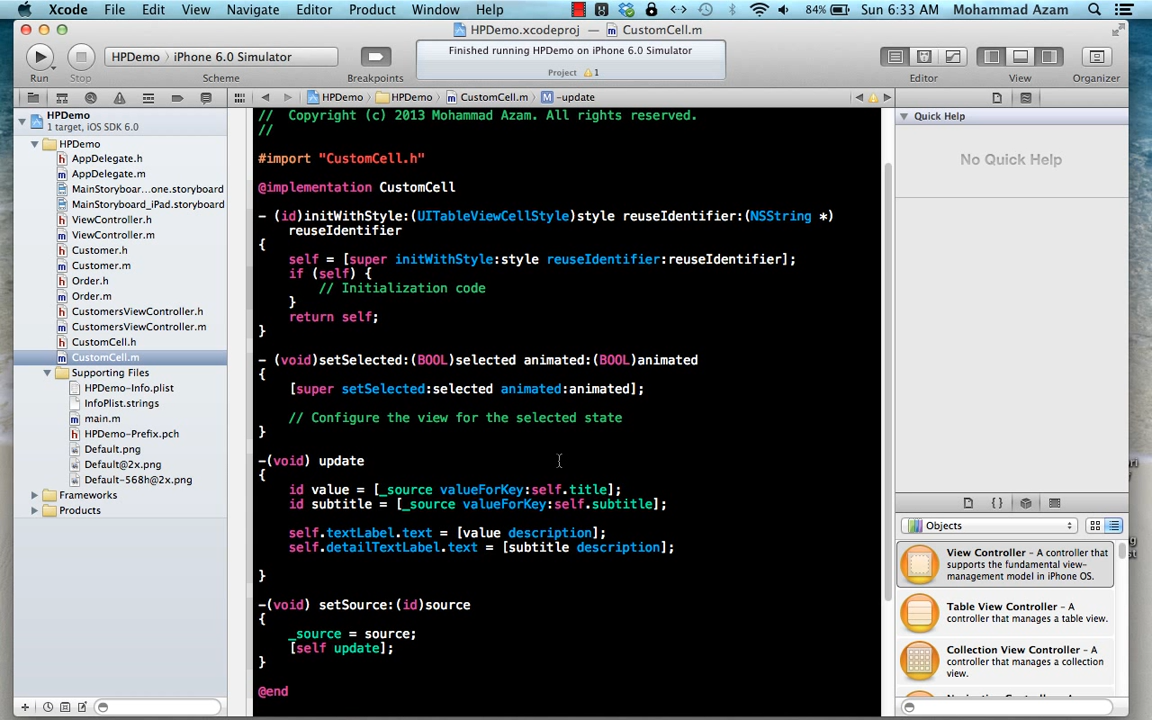 Xcode File Edit View Navigate Editor Product Window Help 84% Sun 6:33 AM Mohammad Azam
HPDemo.xcodeproj — CustomCell.m
Run Stop HPDemo iPhone 6.0 Simulator Breakpoints
Finished running HPDemo on iPhone 6.0 Simulator
Project 1
Scheme Editor View Organizer
HPDemo HPDemo CustomCell.m -update
HPDemo
1 target, iOS SDK 6.0
HPDemo
AppDelegate.h
AppDelegate.m
MainStoryboard...one.storyboard
MainStoryboard_iPad.storyboard
ViewController.h
ViewController.m
Customer.h
Customer.m
Order.h
Order.m
CustomersViewController.h
CustomersViewController.m
CustomCell.h
CustomCell.m
Supporting Files
HPDemo-Info.plist
InfoPlist.strings
main.m
HPDemo-Prefix.pch
Default.png
Default@2x.png
Default-568h@2x.png
Frameworks
Products
//  Copyright (c) 2013 Mohammad Azam. All rights reserved.
//
#import "CustomCell.h"
@implementation CustomCell
- (id)initWithStyle:(UITableViewCellStyle)style reuseIdentifier:(NSString *)
reuseIdentifier
{
self = [super initWithStyle:style reuseIdentifier:reuseIdentifier];
if (self) {
// Initialization code
}
return self;
}
- (void)setSelected:(BOOL)selected animated:(BOOL)animated
{
[super setSelected:selected animated:animated];
// Configure the view for the selected state
}
-(void) update
{
id value = [_source valueForKey:self.title];
id subtitle = [_source valueForKey:self.subtitle];
self.textLabel.text = [value description];
self.detailTextLabel.text = [subtitle description];
}
-(void) setSource:(id)source
{
_source = source;
[self update];
}
@end
Quick Help
No Quick Help
{ }
Objects
View Controller – A controller that
supports the fundamental view-
management model in iPhone OS.
Table View Controller – A
controller that manages a table view.
Collection View Controller – A
controller that manages a collection
view.